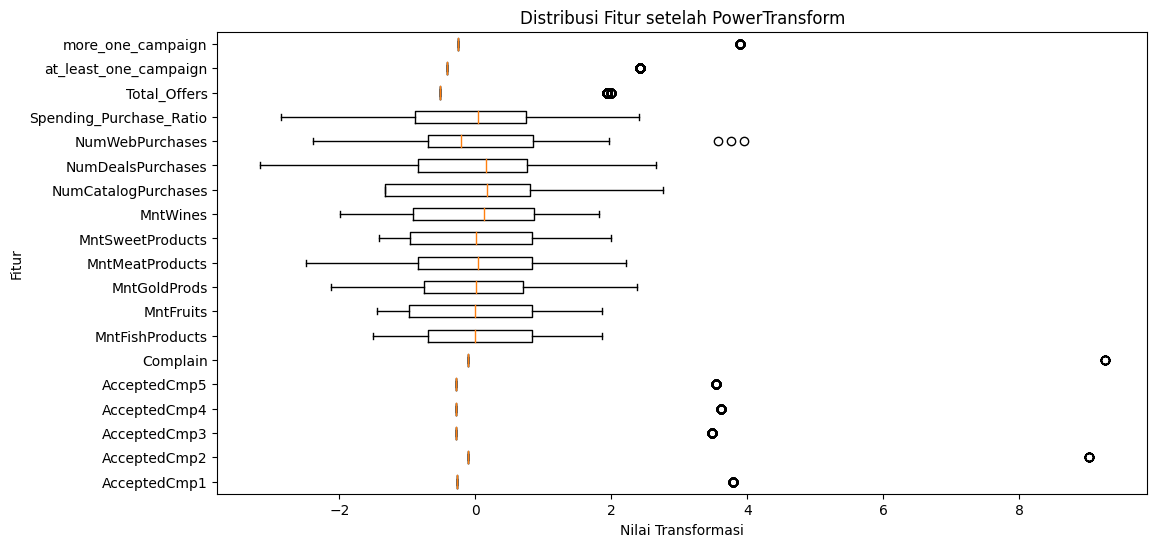 Distribusi Fitur setelah PowerTransform
more_one_campaign
at_least_one_campaign
Total_Offers
Spending_Purchase_Ratio
NumWebPurchases
NumDealsPurchases
NumCatalogPurchases
MntWines
MntSweetProducts
MntMeatProducts
MntGoldProds
MntFruits
MntFishProducts
Complain
AcceptedCmp5
AcceptedCmp4
AcceptedCmp3
AcceptedCmp2
AcceptedCmp1
Fitur
−2 0 2 4 6 8
Nilai Transformasi